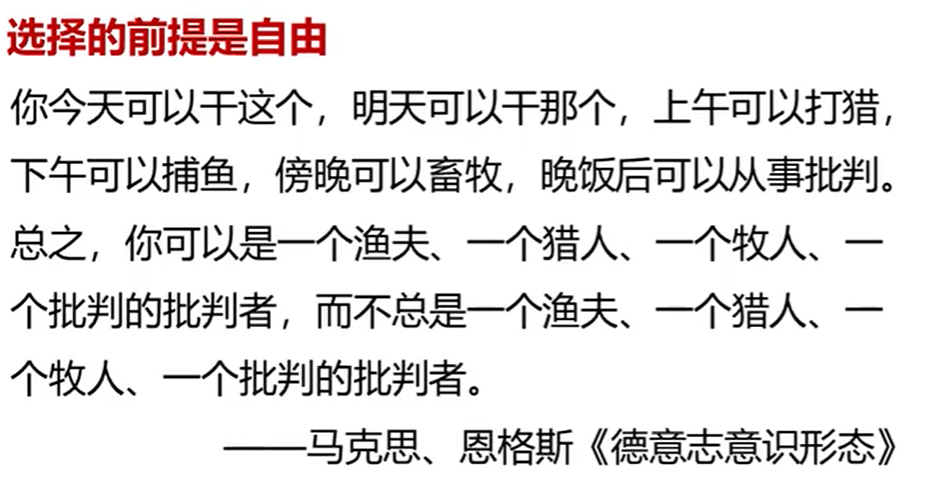 选择的前提是自由
你今天可以干这个，明天可以干那个，上午可以打猎，
下午可以捕鱼，傍晚可以畜牧，晚饭后可以从事批判。
总之，你可以是一个渔夫、一个猎人、一个牧人、一
个批判的批判者，而不总是一个渔夫、一个猎人、一
个牧人、一个批判的批判者。
——马克思、恩格斯《德意志意识形态》